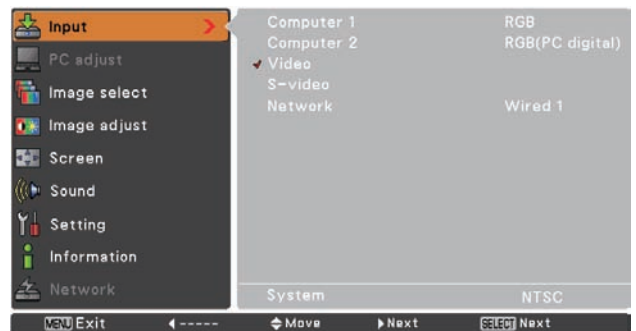 Input
PC adjust
Image select
Image adjust
Screen
Sound
Setting
Information
Network
Computer 1 RGB
Computer 2 RGB(PC digital)
Video
S-video
Network Wired 1
System NTSC
MENU Exit ◀----- Move ▶Next SELECT Next